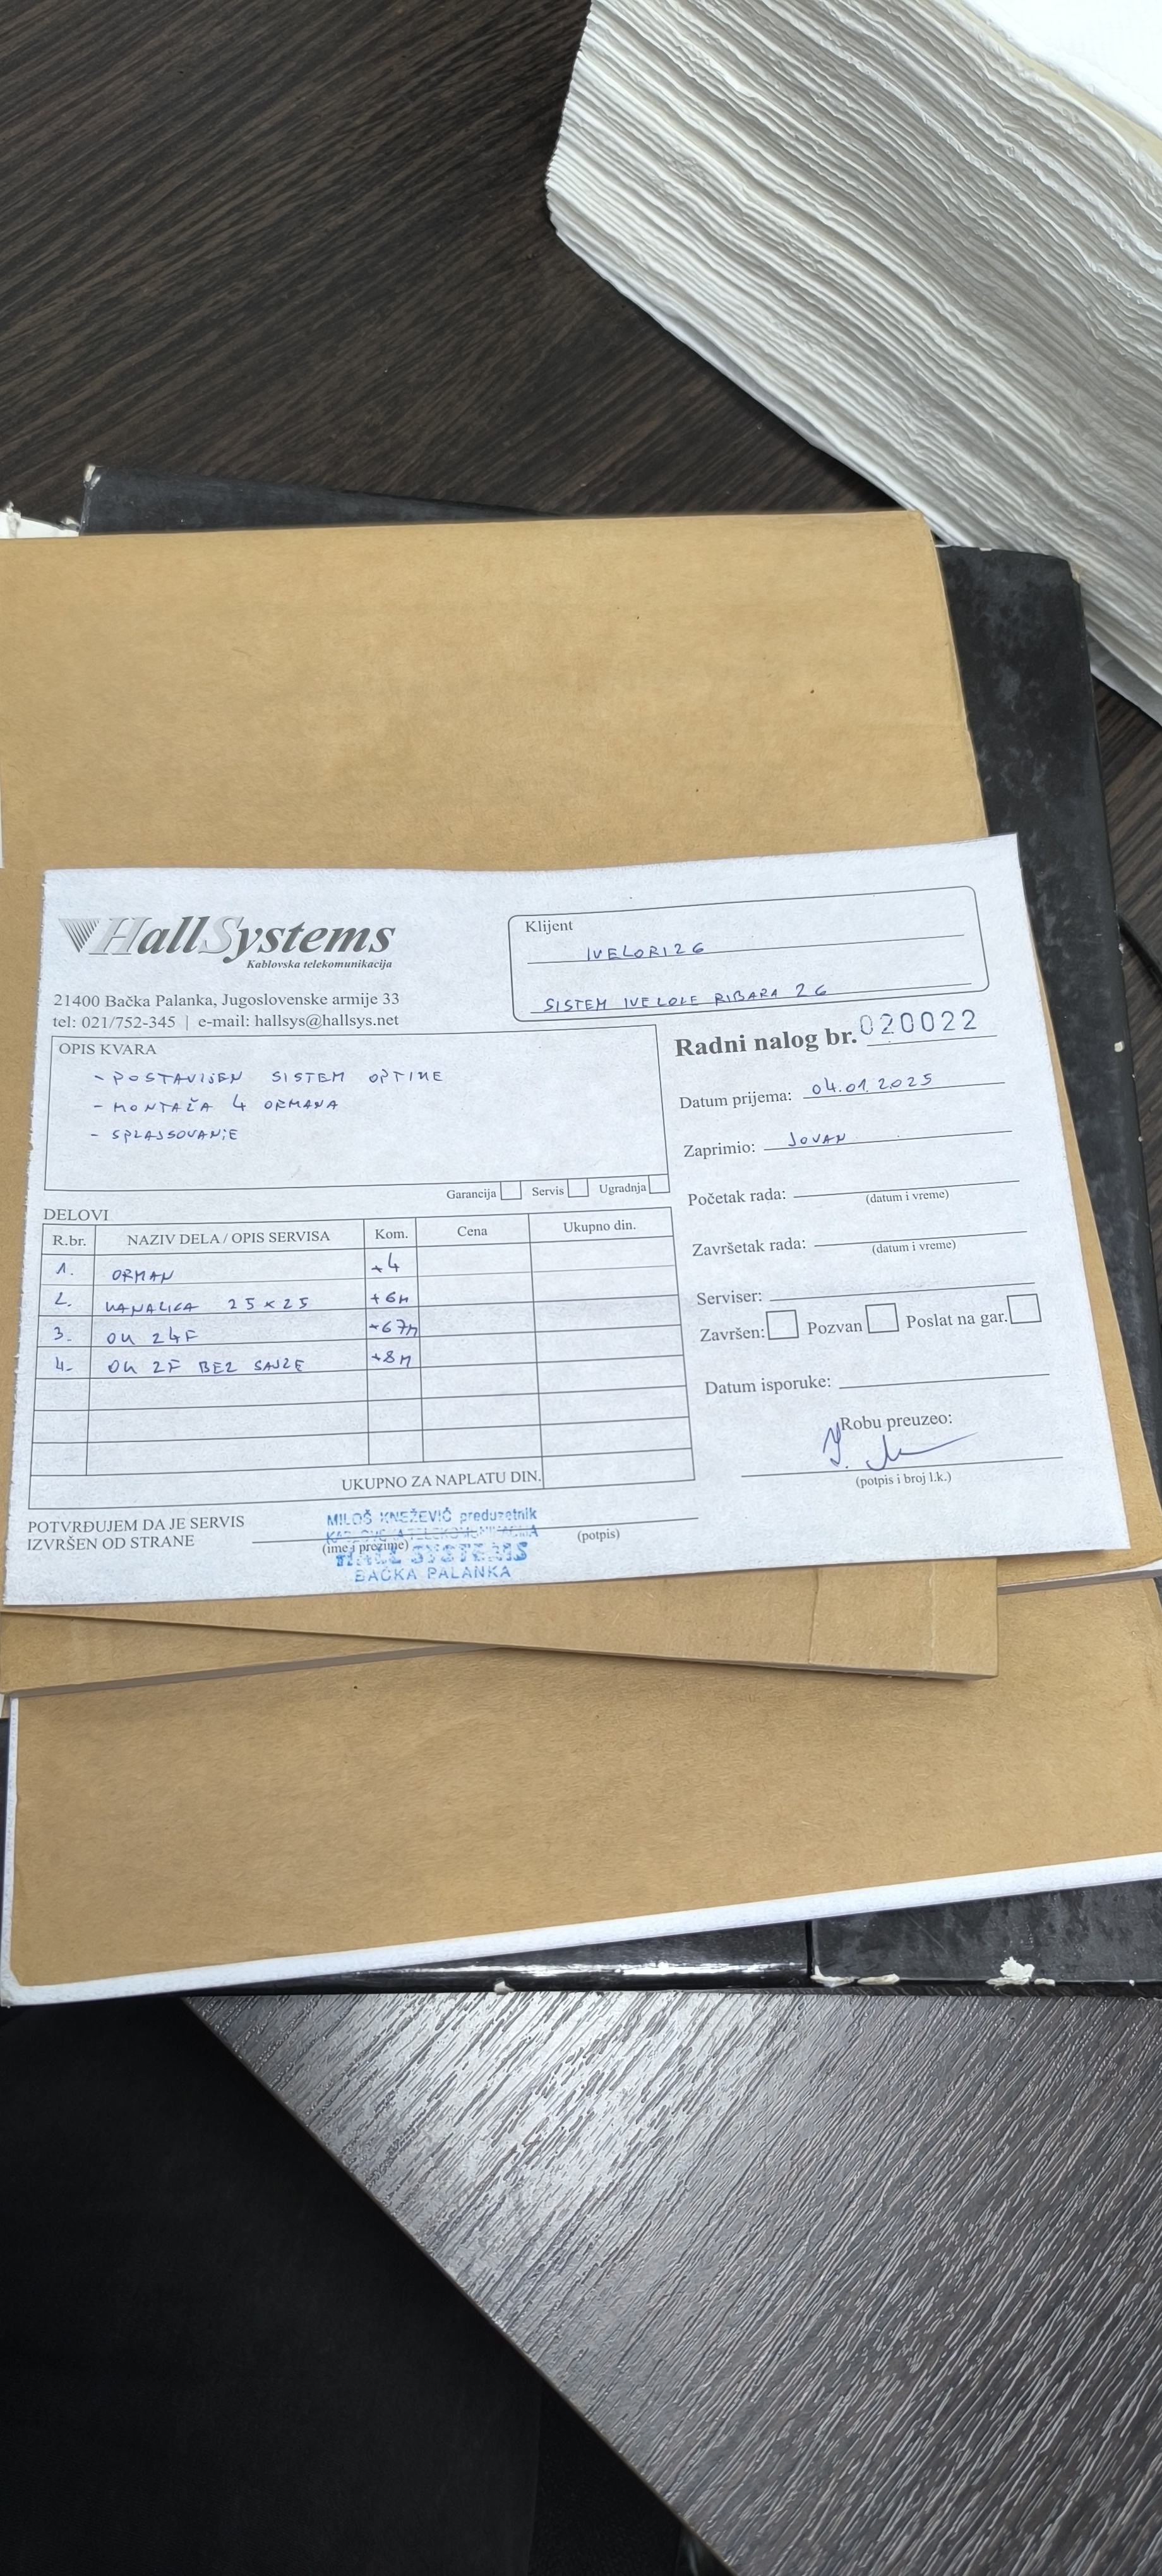 HallSystems
Kablovska telekomunikacija
21400 Bačka Palanka, Jugoslovenske armije 33
tel: 021/752-345 | e-mail: hallsys@hallsys.net
Klijent
IVELORI26
SISTEM IVE LOLE RIBARA 26
Radni nalog br. 020022
Datum prijema: 04.01.2025
Zaprimio: JOVAN
Početak rada:
(datum i vreme)
Završetak rada:
(datum i vreme)
Serviser:
Završen: Pozvan Poslat na gar.
Datum isporuke:
Robu preuzeo:
(potpis i broj l.k.)
OPIS KVARA
- POSTAVLJEN SISTEM OPTIKE
- MONTAŽA 4 ORMANA
- SPLAJSOVANJE
Garancija Servis Ugradnja
DELOVI
R.br. NAZIV DELA / OPIS SERVISA Kom. Cena Ukupno din.
1. ORMAN +4
2. KANALICA 25x25 +6M
3. OK 24F +67M
4. OK 2F BEZ SAJLE +8M
UKUPNO ZA NAPLATU DIN.
POTVRĐUJEM DA JE SERVIS
IZVRŠEN OD STRANE
(ime i prezime)
(potpis)
MILOŠ KNEŽEVIĆ preduzetnik
KABLOVSKA TELEKOMUNIKACIJA
HALL SYSTEMS
BAČKA PALANKA